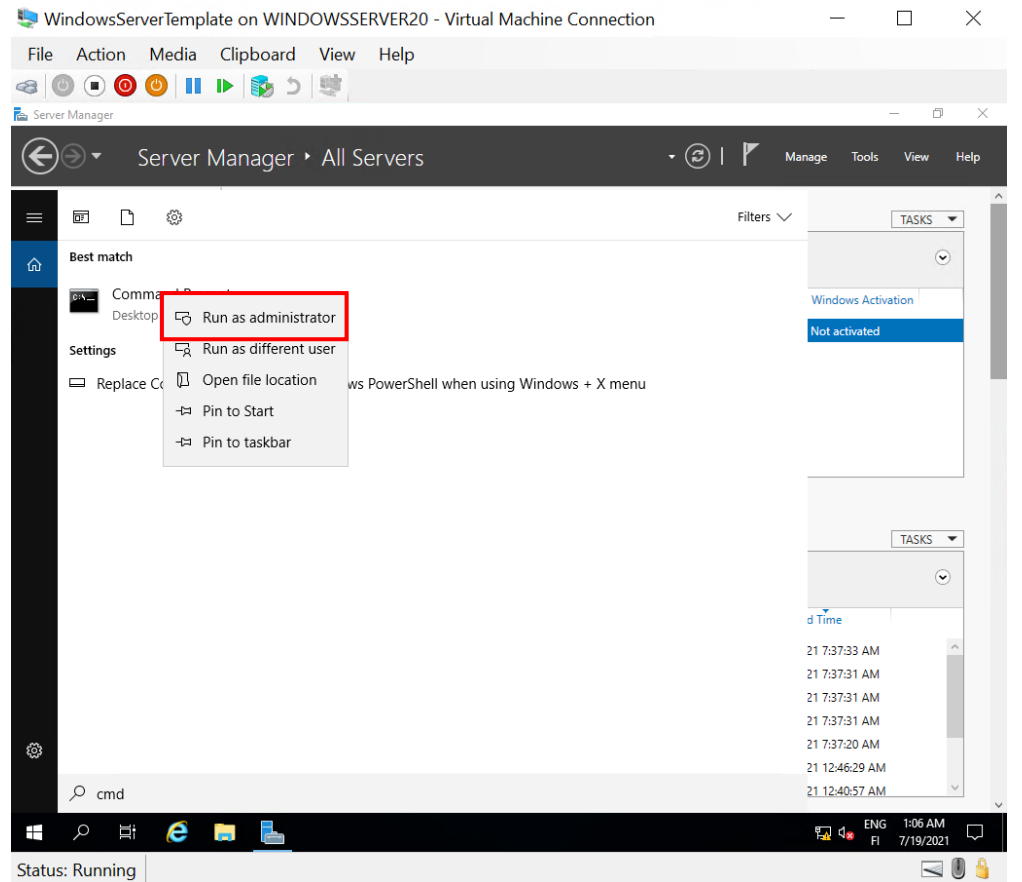 WindowsServerTemplate on WINDOWSSERVER20 - Virtual Machine Connection
File Action Media Clipboard View Help
Server Manager
Server Manager ‣ All Servers
Manage Tools View Help
Filters
TASKS
Best match
Windows Activation
Desktop
Run as administrator
Not activated
Settings
Run as different user
Replace
Open file location
ws PowerShell when using Windows + X menu
Pin to Start
Pin to taskbar
TASKS
d Time
21 7:37:33 AM
21 7:37:31 AM
21 7:37:31 AM
21 7:37:31 AM
21 7:37:20 AM
21 12:46:29 AM
21 12:40:57 AM
cmd
ENG 1:06 AM
FI 7/19/2021
Status: Running